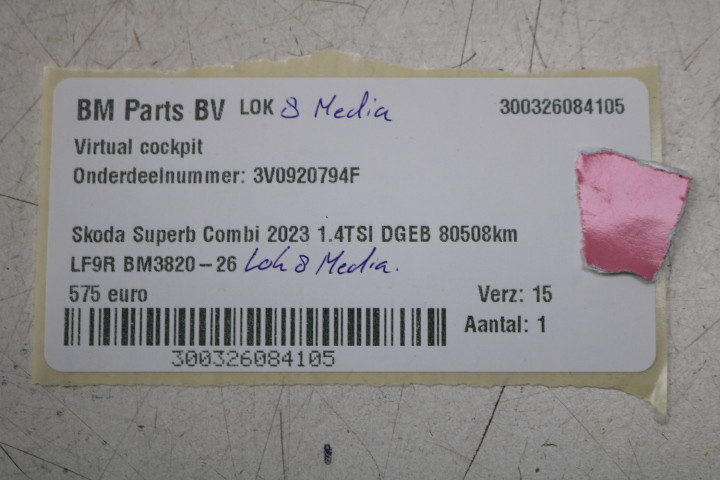 BM Parts BV LOK 8 Media 300326084105
Virtual cockpit
Onderdeelnummer: 3V0920794F
Skoda Superb Combi 2023 1.4TSI DGEB 80508km
LF9R BM3820-26 Lok 8 Media.
575 euro Verz: 15
Aantal: 1
300326084105